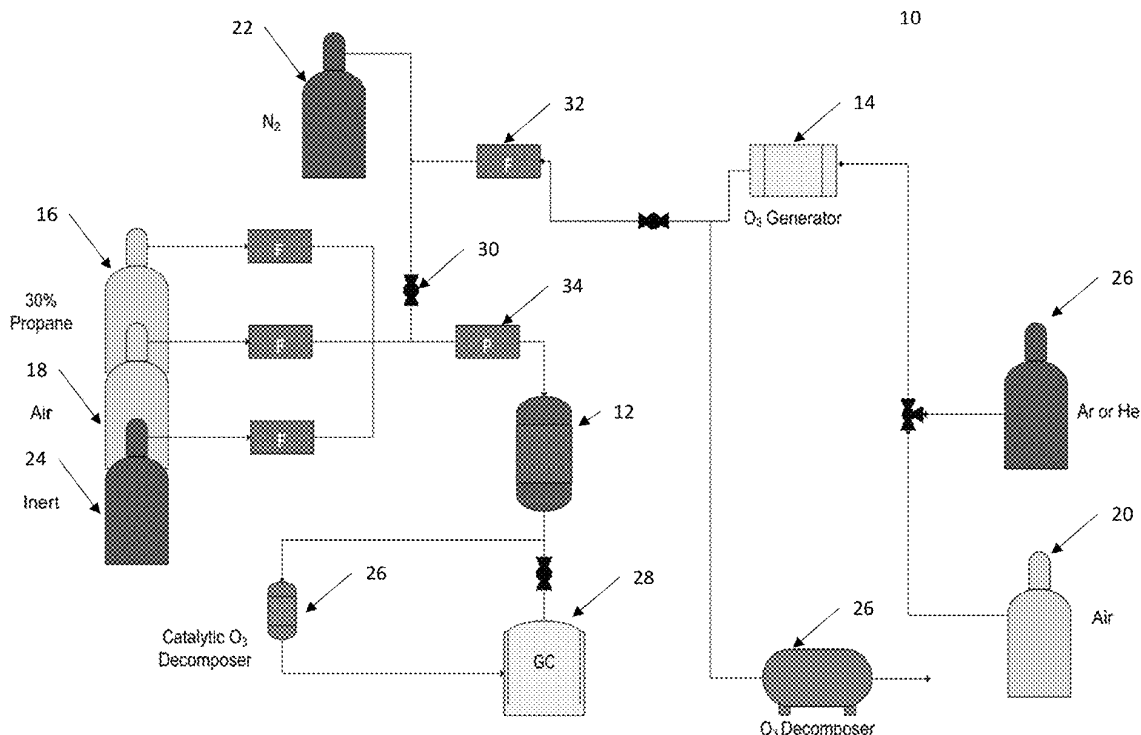 10
22
N₂
32
14
F
O₃ Generator
16
F
30
30%
Propane
34
26
F
F
18
Air
12
Ar or He
24
F
Inert
20
26
28
26
Catalytic O₃
Decomposer
GC
Air
O₃ Decomposer